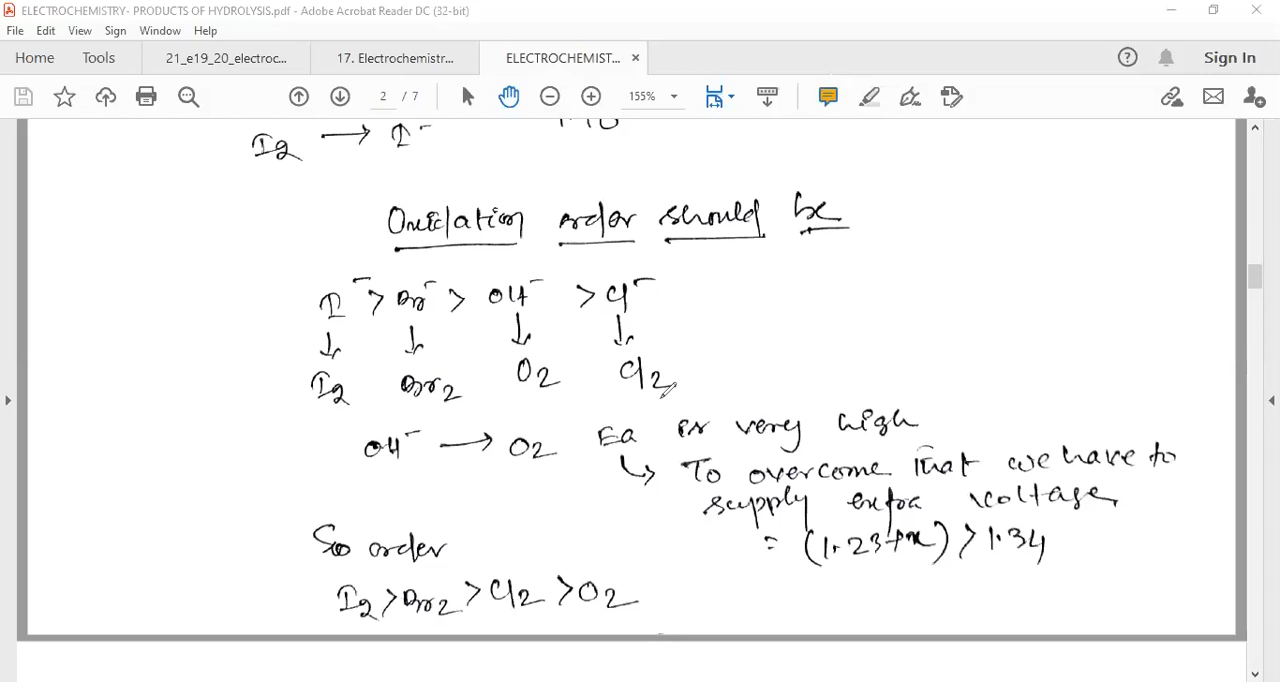 ELECTROCHEMISTRY- PRODUCTS OF HYDROLYSIS.pdf - Adobe Acrobat Reader DC (32-bit)
File Edit View Sign Window Help
Home Tools 21_e19_20_electroc... 17. Electrochemistr... ELECTROCHEMIST... × Sign In
2 / 7 155%
I2 → I⁻
Oxidation order should be
I⁻ > Br⁻ > OH⁻ > Cl⁻
↓ ↓ ↓ ↓
I2 Br2 O2 Cl2
OH⁻ → O2 Ea is very high
↳ To overcome that we have to
supply extra voltage
= (1.23+x) > 1.34
So order
I2 > Br2 > Cl2 > O2